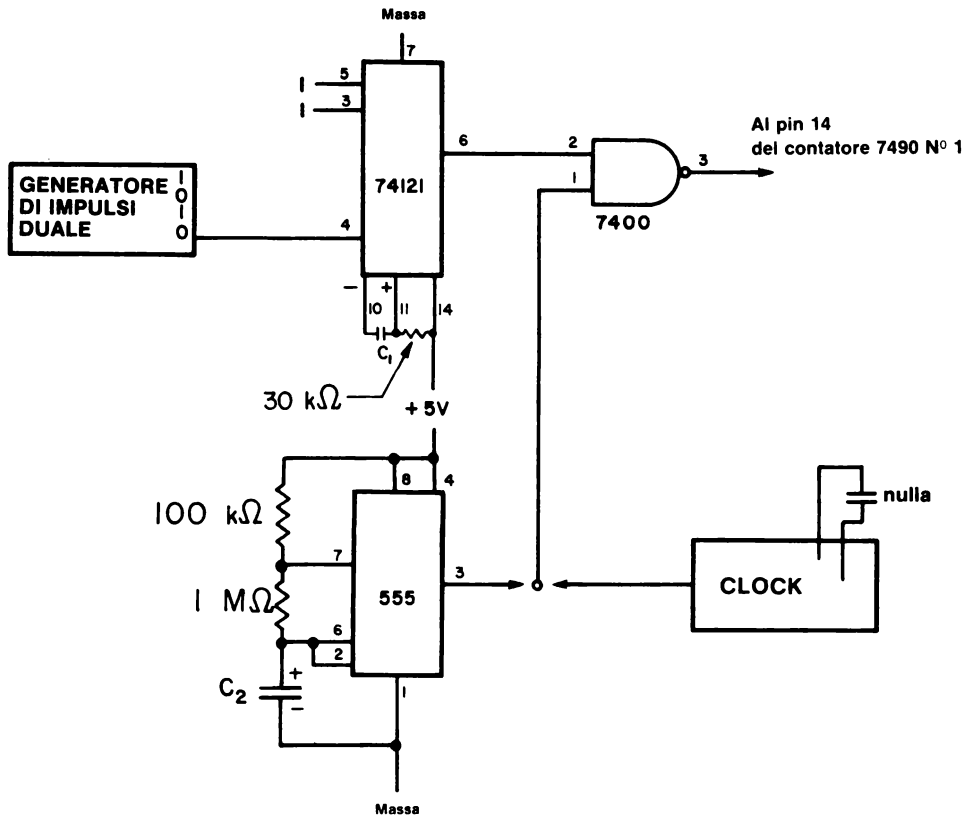 Massa
7
5
3
I
I
6
2
Al pin 14
del contatore 7490 Nº 1
3
1
74121
7400
GENERATORE
DI IMPULSI
DUALE
1
0
1
0
4
− +
10 11 14
C₁
30 kΩ
+ 5V
8 4
100 kΩ
7
3
nulla
1 MΩ
555
CLOCK
6
2
C₂
+
−
1
Massa